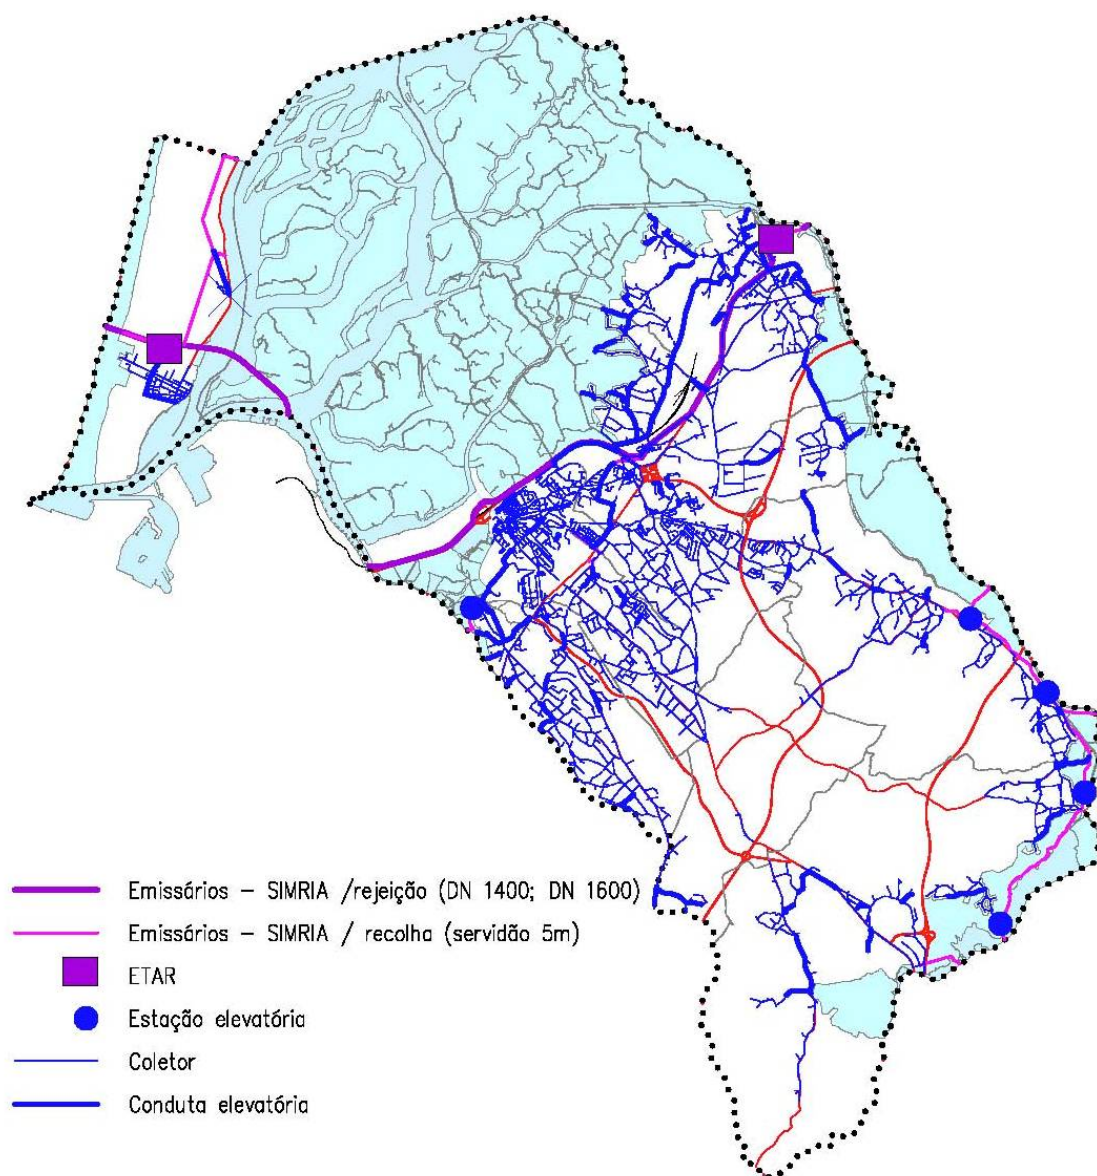 Emissários – SIMRIA /rejeição (DN 1400; DN 1600)
Emissários – SIMRIA / recolha (servidão 5m)
ETAR
Estação elevatória
Coletor
Conduta elevatória